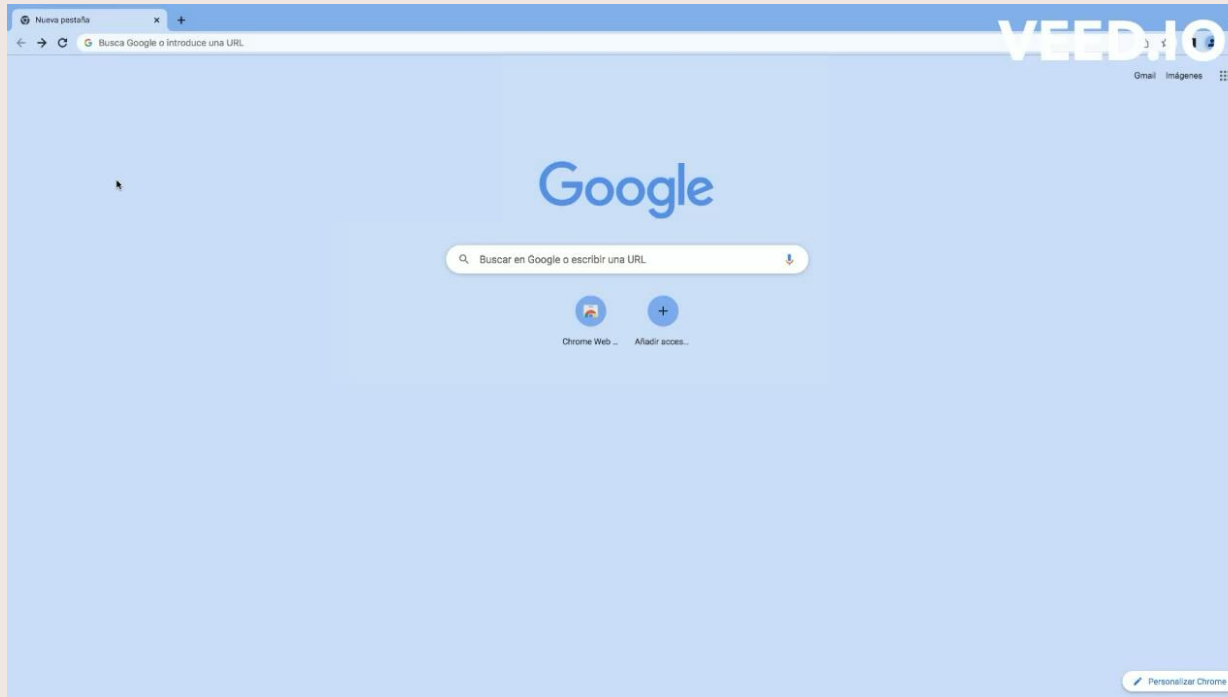 Nueva pestaña
Busca Google o introduce una URL
VEED.IO
Gmail Imágenes
Google
Buscar en Google o escribir una URL
Chrome Web ... Añadir acces...
Personalizar Chrome